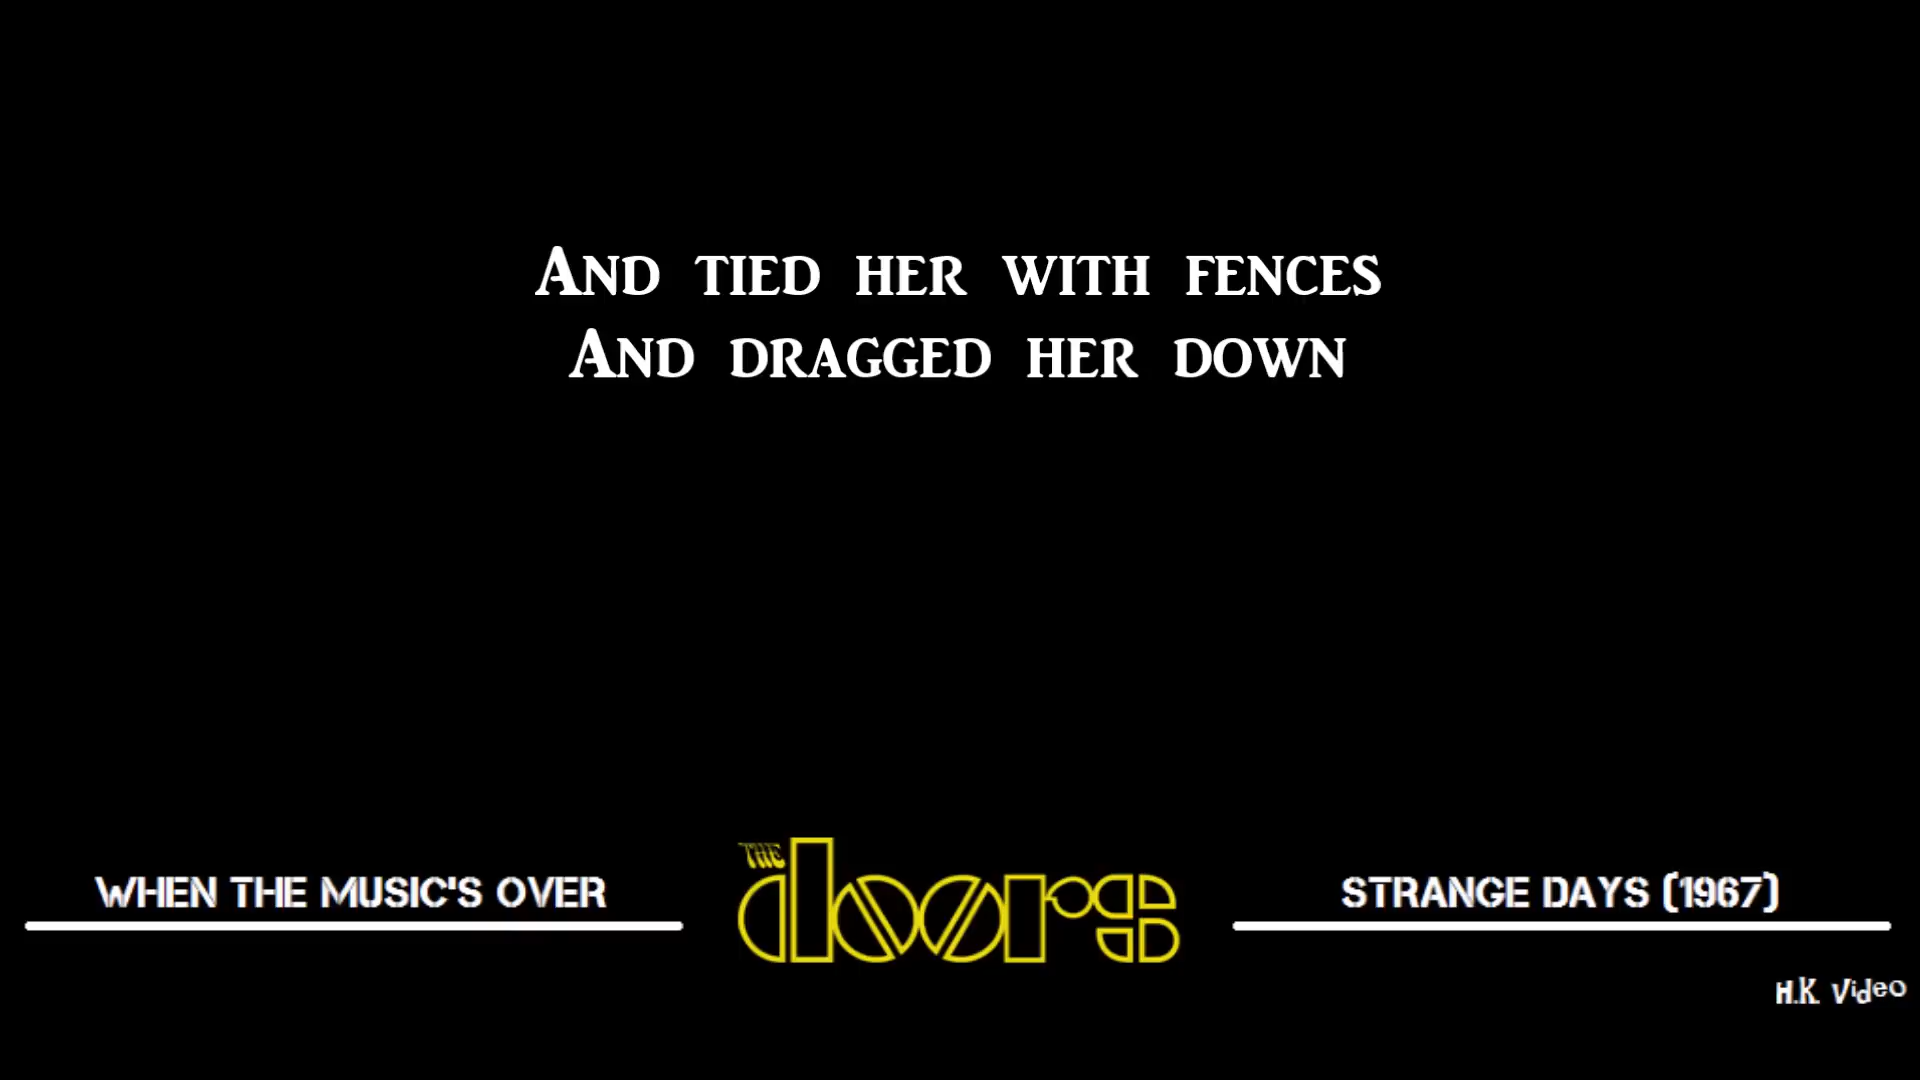 And tied her with fences
And dragged her down
WHEN THE MUSIC'S OVER
THE doors
STRANGE DAYS (1967)
H.K. Video